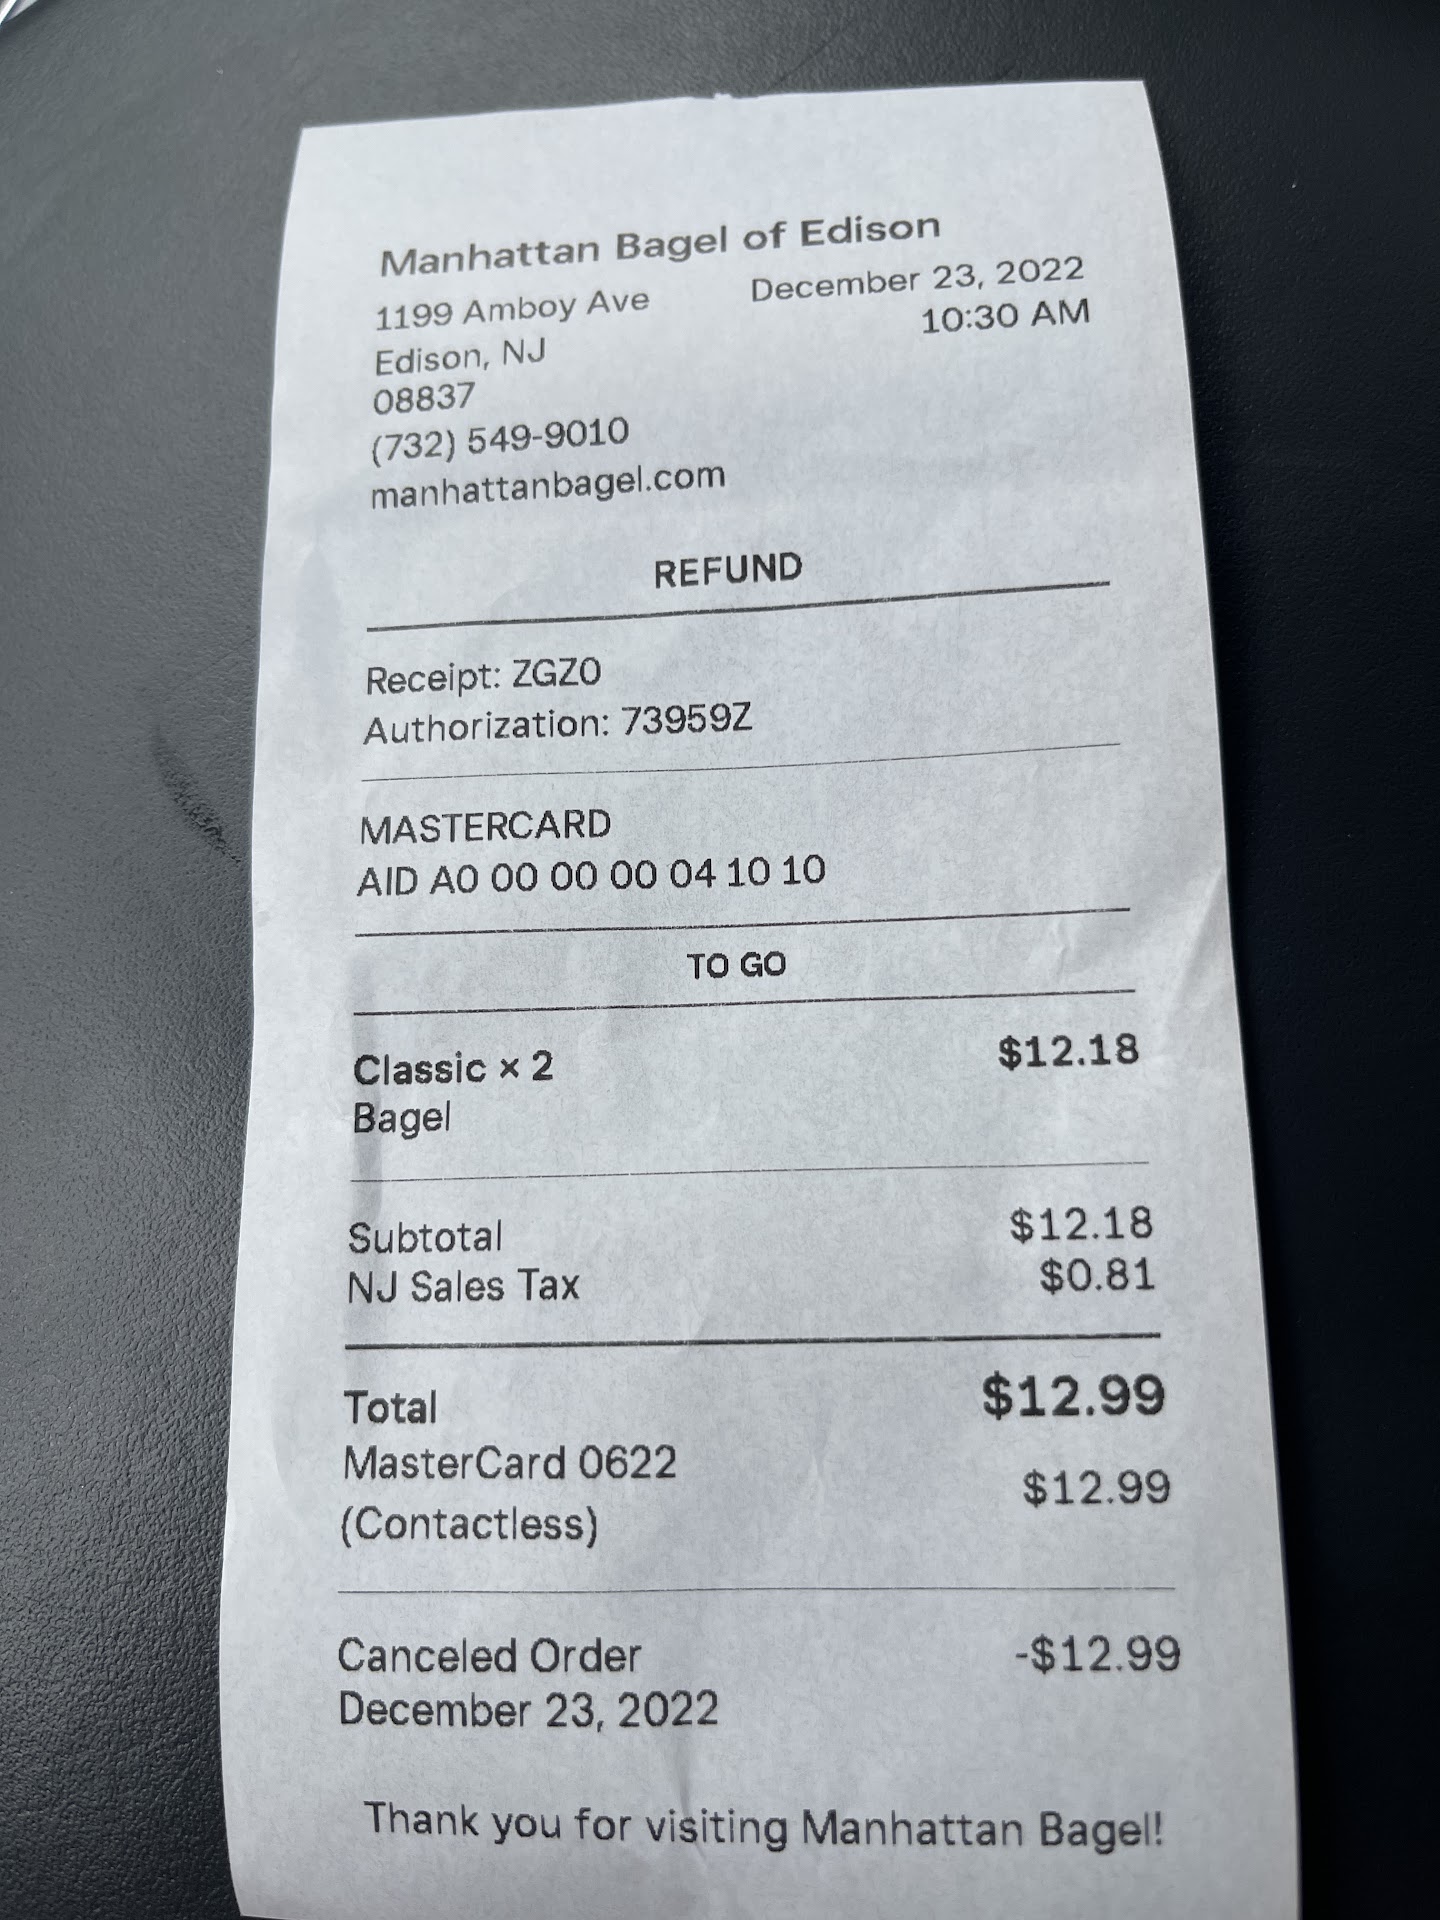 Manhattan Bagel of Edison
1199 Amboy Ave
Edison, NJ
08837
(732) 549-9010
manhattanbagel.com
December 23, 2022
10:30 AM
REFUND
Receipt: ZGZO
Authorization: 73959Z
MASTERCARD
AID A0 00 00 00 04 10 10
TO GO
Classic × 2 $12.18
Bagel
Subtotal $12.18
NJ Sales Tax $0.81
Total $12.99
MasterCard 0622
(Contactless) $12.99
Canceled Order -$12.99
December 23, 2022
Thank you for visiting Manhattan Bagel!